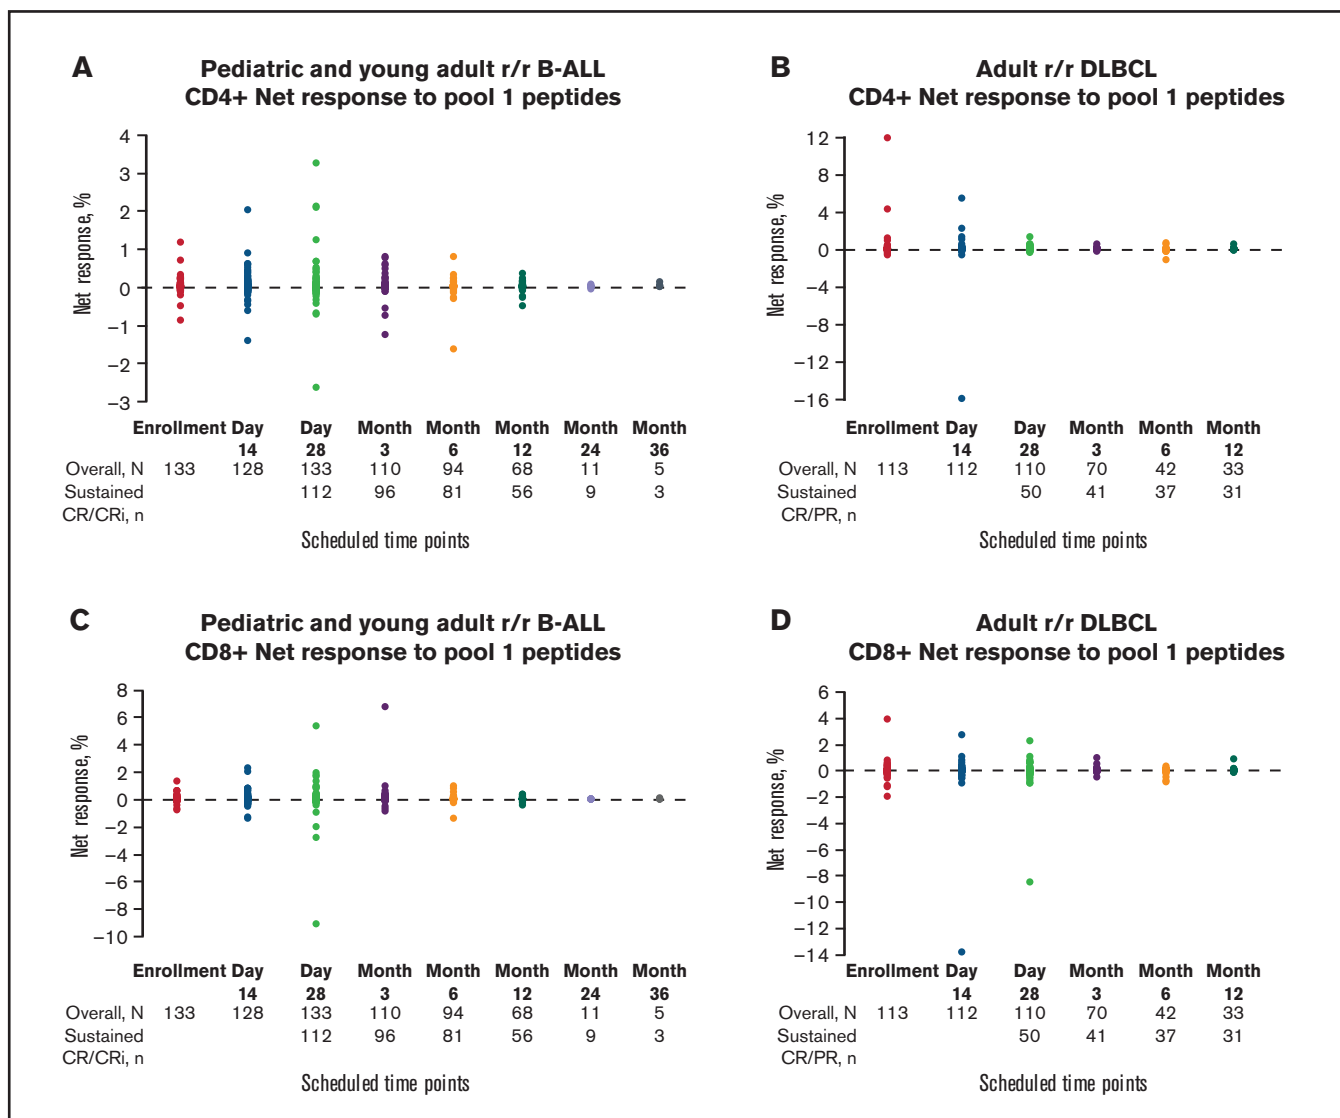 A
Pediatric and young adult r/r B-ALL
CD4+ Net response to pool 1 peptides
Net response, %
4
3
2
1
0
−1
−2
−3
Enrollment Day Day Month Month Month Month Month
14 28 3 6 12 24 36
Overall, N 133 128 133 110 94 68 11 5
Sustained 112 96 81 56 9 3
CR/CRi, n
Scheduled time points
B
Adult r/r DLBCL
CD4+ Net response to pool 1 peptides
Net response, %
12
8
4
0
−4
−8
−12
−16
Enrollment Day Day Month Month Month
14 28 3 6 12
Overall, N 113 112 110 70 42 33
Sustained 50 41 37 31
CR/PR, n
Scheduled time points
C
Pediatric and young adult r/r B-ALL
CD8+ Net response to pool 1 peptides
Net response, %
8
6
4
2
0
−2
−4
−6
−8
−10
Enrollment Day Day Month Month Month Month Month
14 28 3 6 12 24 36
Overall, N 133 128 133 110 94 68 11 5
Sustained 112 96 81 56 9 3
CR/CRi, n
Scheduled time points
D
Adult r/r DLBCL
CD8+ Net response to pool 1 peptides
Net response, %
6
4
2
0
−2
−4
−6
−8
−10
−12
−14
Enrollment Day Day Month Month Month
14 28 3 6 12
Overall, N 113 112 110 70 42 33
Sustained 50 41 37 31
CR/PR, n
Scheduled time points